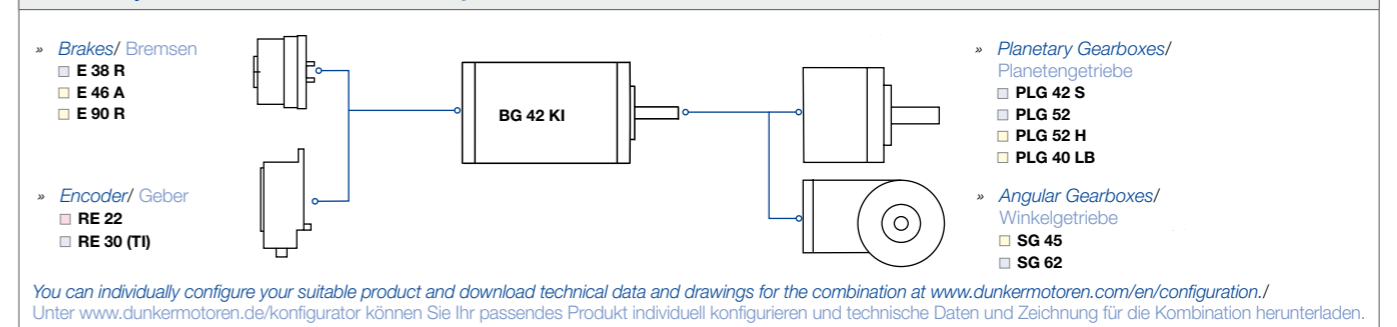 » Brakes/ Bremsen
E 38 R
E 46 A
E 90 R
» Encoder/ Geber
RE 22
RE 30 (TI)
BG 42 KI
» Planetary Gearboxes/
Planetengetriebe
PLG 42 S
PLG 52
PLG 52 H
PLG 40 LB
» Angular Gearboxes/
Winkelgetriebe
SG 45
SG 62
You can individually configure your suitable product and download technical data and drawings for the combination at www.dunkermotoren.com/en/configuration./
Unter www.dunkermotoren.de/konfigurator können Sie Ihr passendes Produkt individuell konfigurieren und technische Daten und Zeichnung für die Kombination herunterladen.